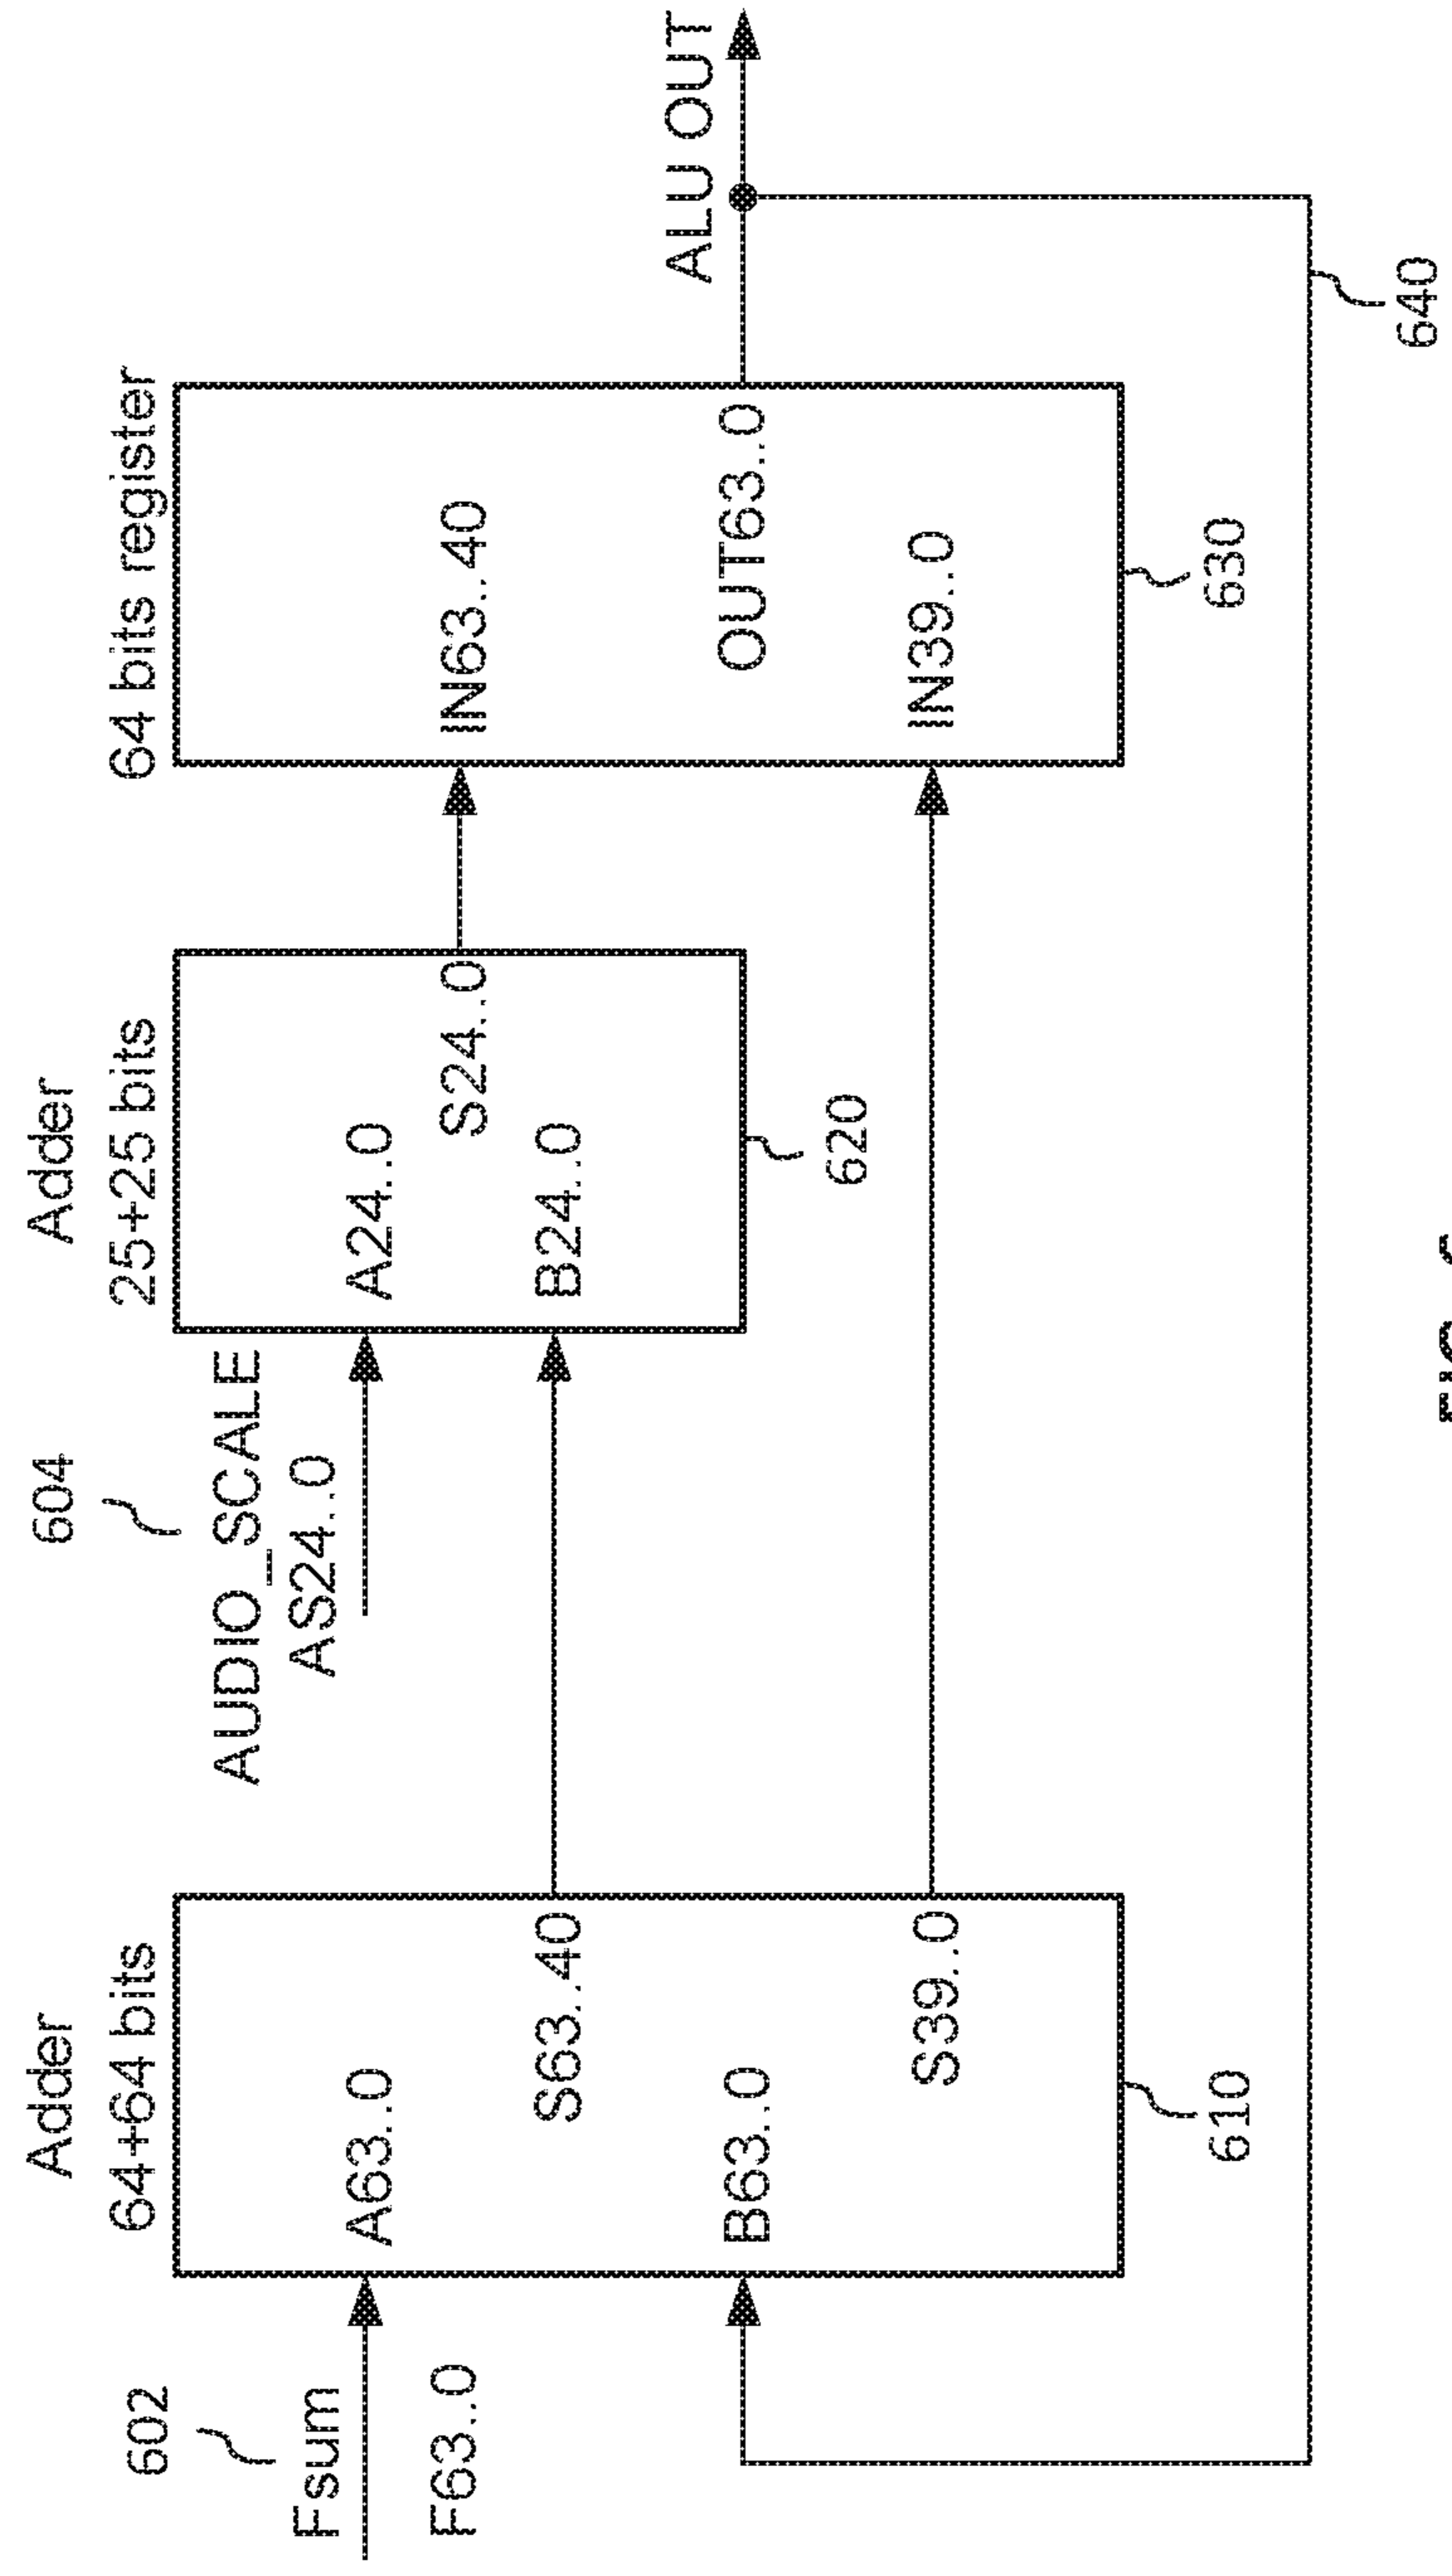 602
Fsum
F63..0
Adder
64+64 bits
A63..0
S63..40
B63..0
S39..0
610
604
AUDIO_SCALE
AS24..0
Adder
25+25 bits
A24..0
S24..0
B24..0
620
64 bits register
IN63..40
OUT63..0
IN39..0
630
ALU OUT
640